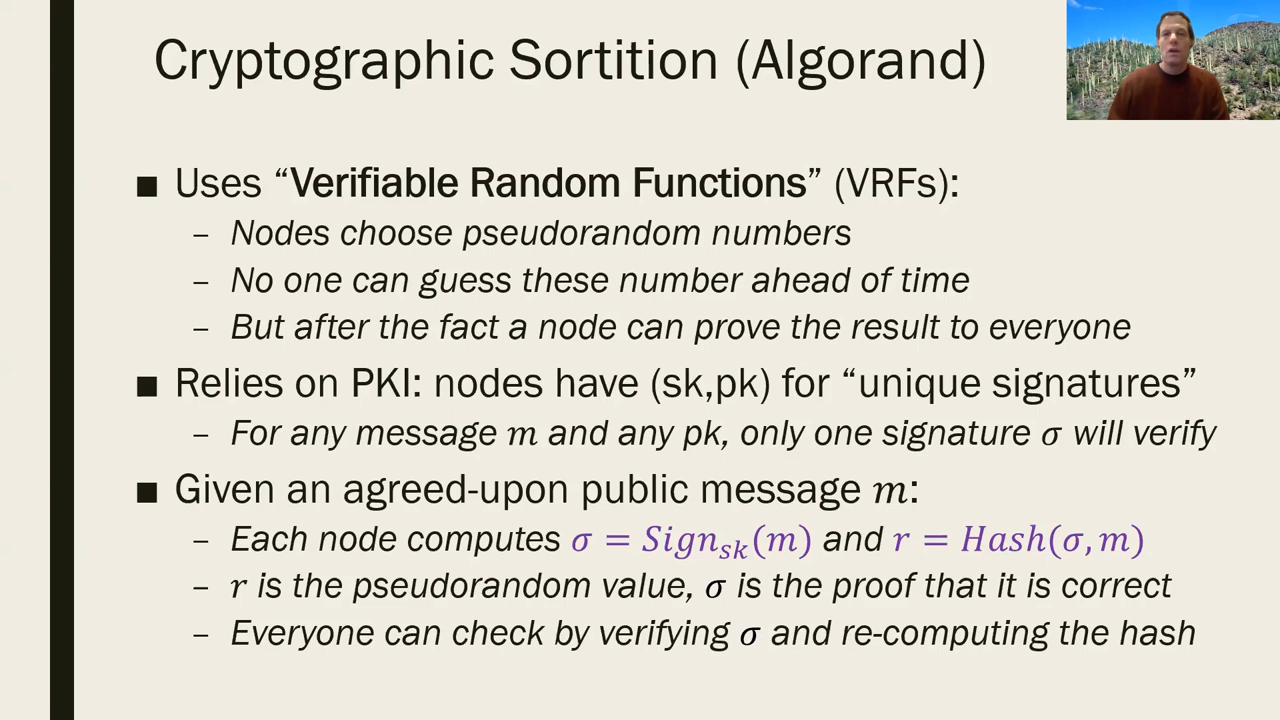 Cryptographic Sortition (Algorand)
■ Uses “Verifiable Random Functions” (VRFs):
– Nodes choose pseudorandom numbers
– No one can guess these number ahead of time
– But after the fact a node can prove the result to everyone
■ Relies on PKI: nodes have (sk,pk) for “unique signatures”
– For any message m and any pk, only one signature σ will verify
■ Given an agreed-upon public message m:
– Each node computes σ = Sign_sk(m) and r = Hash(σ, m)
– r is the pseudorandom value, σ is the proof that it is correct
– Everyone can check by verifying σ and re-computing the hash